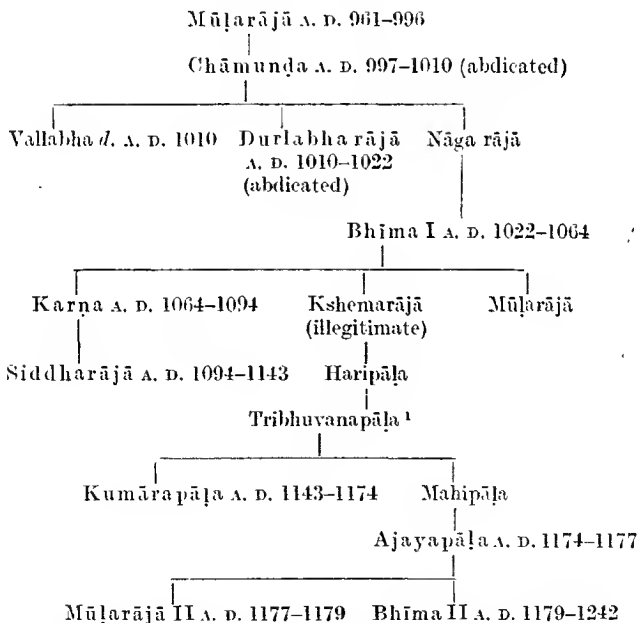 Mūḷarājā A. D. 961–996
Chāmuṇḍa A. D. 997–1010 (abdicated)
Vallabha d. A. D. 1010 Durlabharājā Nāga rājā
A. D. 1010–1022
(abdicated)
Bhīma I A. D. 1022–1064
Karṇa A. D. 1064–1094 Kshemarājā Mūḷarājā
(illegitimate)
Siddharājā A. D. 1094–1143 Haripāḷa
Tribhuvanapāḷa ¹
Kumārapāḷa A. D. 1143–1174 Mahipāḷa
Ajayapāḷa A. D. 1174–1177
Mūḷarājā II A. D. 1177–1179 Bhīma II A. D. 1179–1242